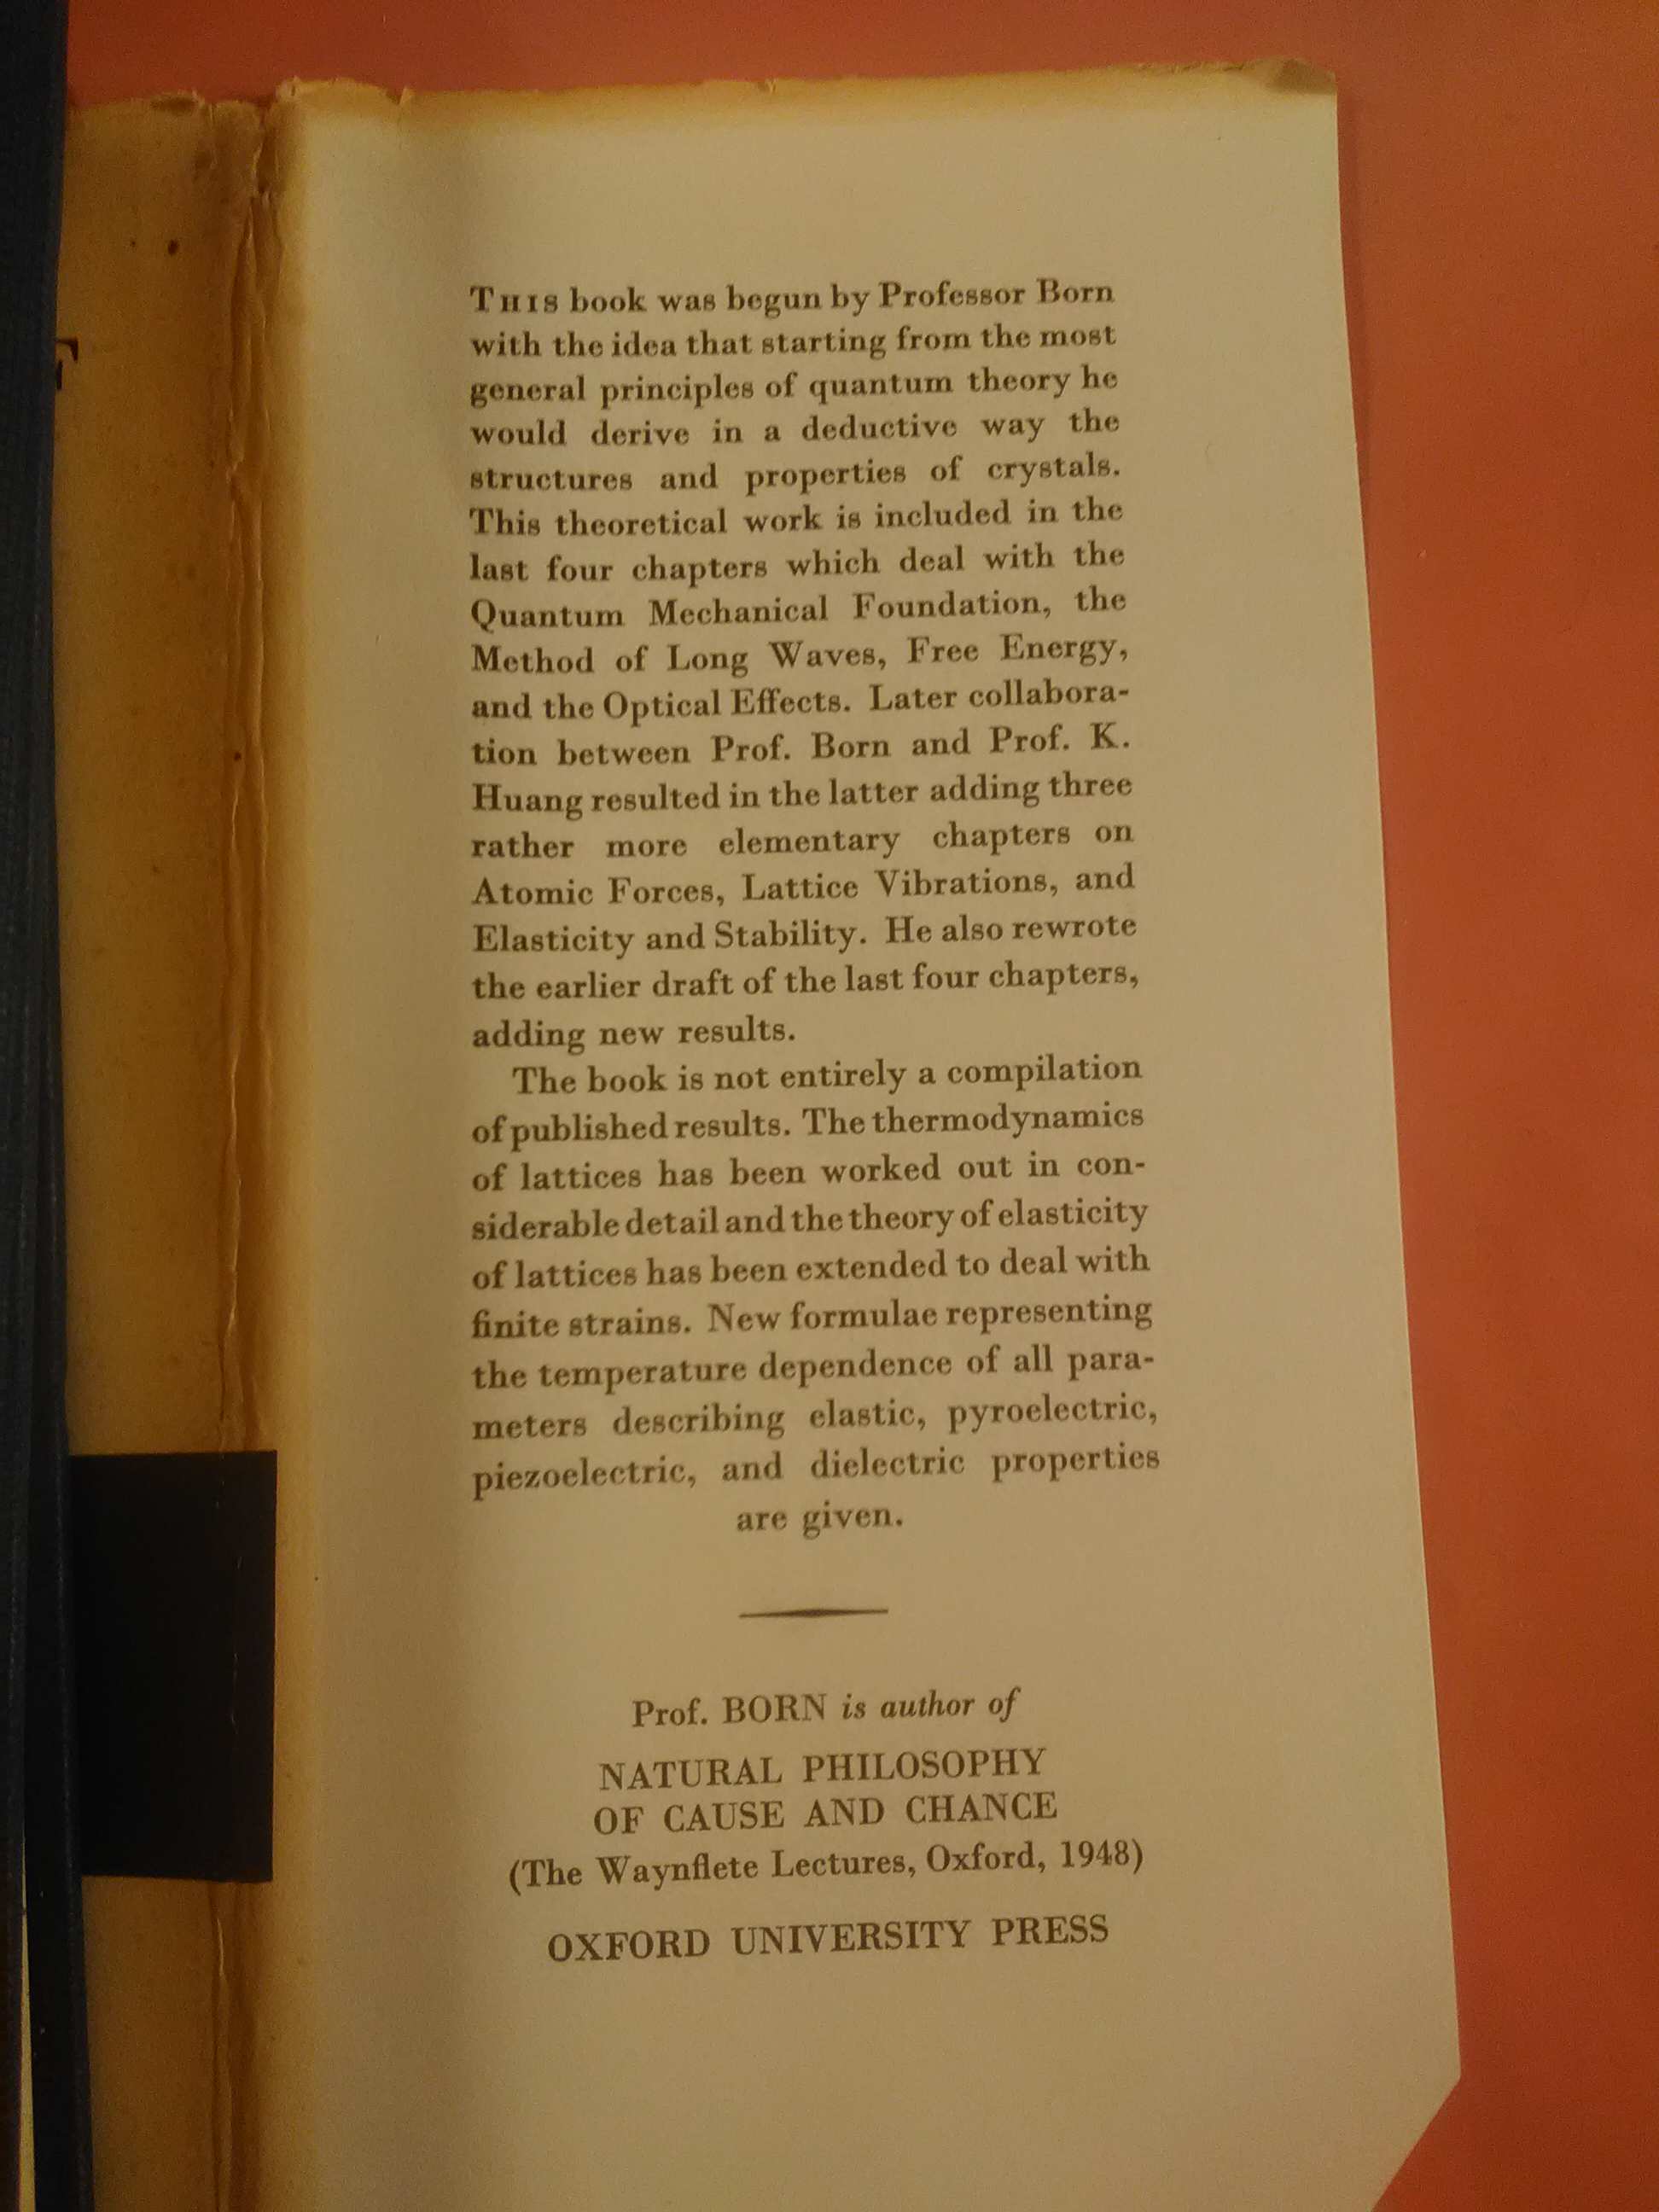 THIS book was begun by Professor Born
with the idea that starting from the most
general principles of quantum theory he
would derive in a deductive way the
structures and properties of crystals.
This theoretical work is included in the
last four chapters which deal with the
Quantum Mechanical Foundation, the
Method of Long Waves, Free Energy,
and the Optical Effects. Later collabora-
tion between Prof. Born and Prof. K.
Huang resulted in the latter adding three
rather more elementary chapters on
Atomic Forces, Lattice Vibrations, and
Elasticity and Stability. He also rewrote
the earlier draft of the last four chapters,
adding new results.
The book is not entirely a compilation
of published results. The thermodynamics
of lattices has been worked out in con-
siderable detail and the theory of elasticity
of lattices has been extended to deal with
finite strains. New formulae representing
the temperature dependence of all para-
meters describing elastic, pyroelectric,
piezoelectric, and dielectric properties
are given.
Prof. BORN is author of
NATURAL PHILOSOPHY
OF CAUSE AND CHANCE
(The Waynflete Lectures, Oxford, 1948)
OXFORD UNIVERSITY PRESS